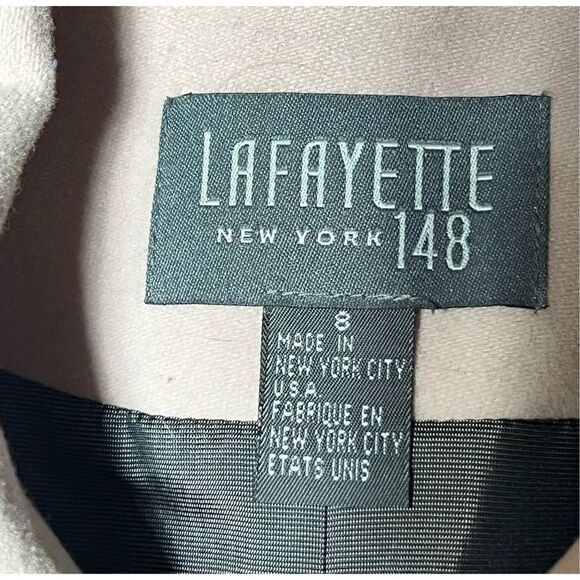 LAFAYETTE
NEW YORK 148
8
MADE IN
NEW YORK CITY
U.S.A
FABRIQUE EN
NEW YORK CITY
ETATS UNIS